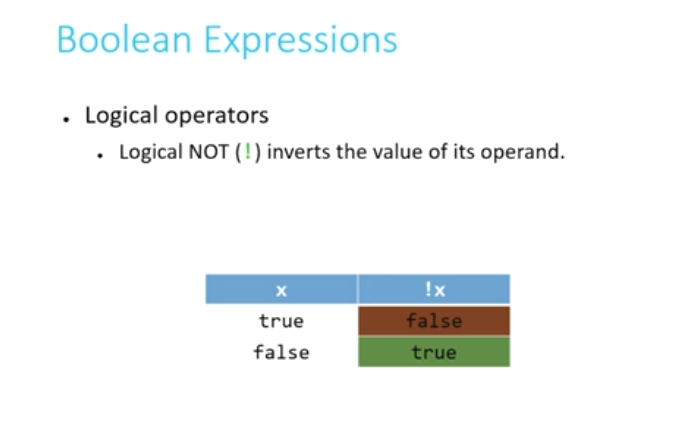 Boolean Expressions
• Logical operators
• Logical NOT (!) inverts the value of its operand.
x !x
true false
false true